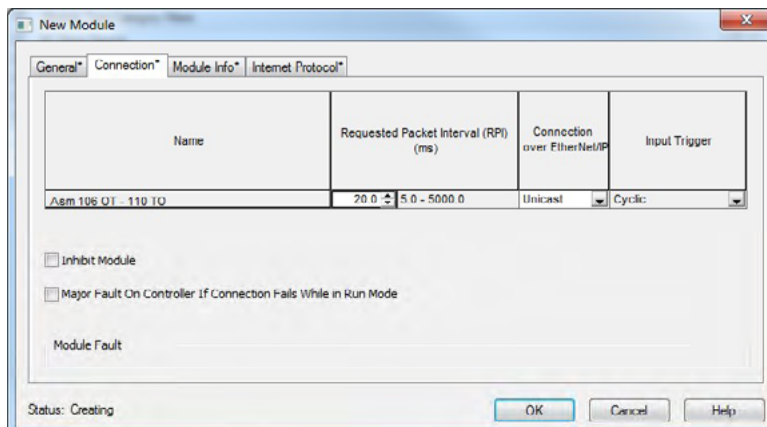 New Module
General* Connection* Module Info* Internet Protocol*
Name Requested Packet Interval (RPI) (ms) Connection over EtherNet/IP Input Trigger
Asm 106 OT - 110 TO 20.0 5.0 - 5000.0 Unicast Cyclic
Inhibit Module
Major Fault On Controller If Connection Fails While in Run Mode
Module Fault
Status: Creating OK Cancel Help